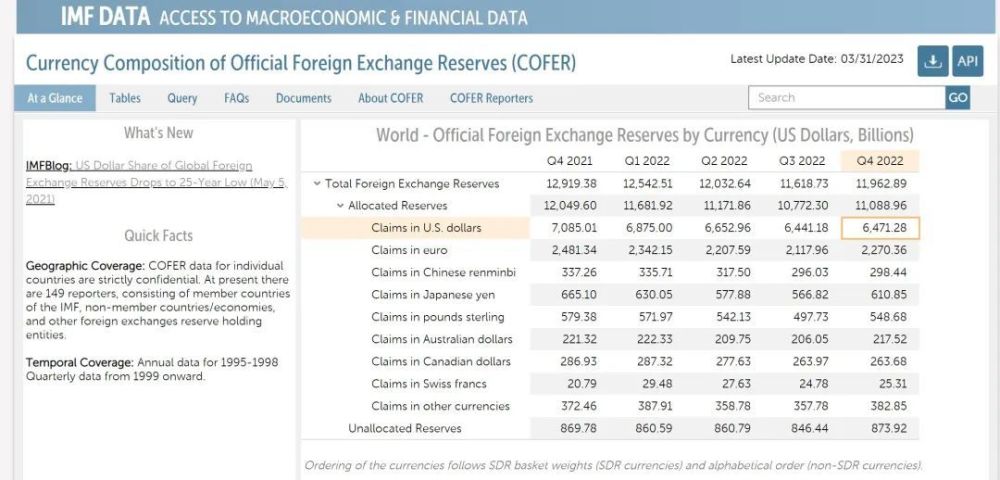 IMF DATA ACCESS TO MACROECONOMIC & FINANCIAL DATA
Currency Composition of Official Foreign Exchange Reserves (COFER)
Latest Update Date: 03/31/2023
API
At a Glance Tables Query FAQs Documents About COFER COFER Reporters
Search GO
What's New
IMFBlog: US Dollar Share of Global Foreign
Exchange Reserves Drops to 25-Year Low (May 5,
2021)
Quick Facts
Geographic Coverage: COFER data for individual
countries are strictly confidential. At present there
are 149 reporters, consisting of member countries
of the IMF, non-member countries/economies,
and other foreign exchanges reserve holding
entities.
Temporal Coverage: Annual data for 1995-1998
Quarterly data from 1999 onward.
World - Official Foreign Exchange Reserves by Currency (US Dollars, Billions)
Q4 2021 Q1 2022 Q2 2022 Q3 2022 Q4 2022
Total Foreign Exchange Reserves 12,919.38 12,542.51 12,032.64 11,618.73 11,962.89
Allocated Reserves 12,049.60 11,681.92 11,171.86 10,772.30 11,088.96
Claims in U.S. dollars 7,085.01 6,875.00 6,652.96 6,441.18 6,471.28
Claims in euro 2,481.34 2,342.15 2,207.59 2,117.96 2,270.36
Claims in Chinese renminbi 337.26 335.71 317.50 296.03 298.44
Claims in Japanese yen 665.10 630.05 577.88 566.82 610.85
Claims in pounds sterling 579.38 571.97 542.13 497.73 548.68
Claims in Australian dollars 221.32 222.33 209.75 206.05 217.52
Claims in Canadian dollars 286.93 287.32 277.63 263.97 263.68
Claims in Swiss francs 20.79 29.48 27.63 24.78 25.31
Claims in other currencies 372.46 387.91 358.78 357.78 382.85
Unallocated Reserves 869.78 860.59 860.79 846.44 873.92
Ordering of the currencies follows SDR basket weights (SDR currencies) and alphabetical order (non-SDR currencies).